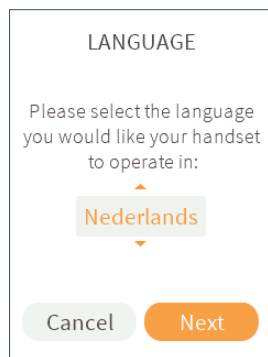 LANGUAGE
Please select the language
you would like your handset
to operate in:
Nederlands
Cancel
Next